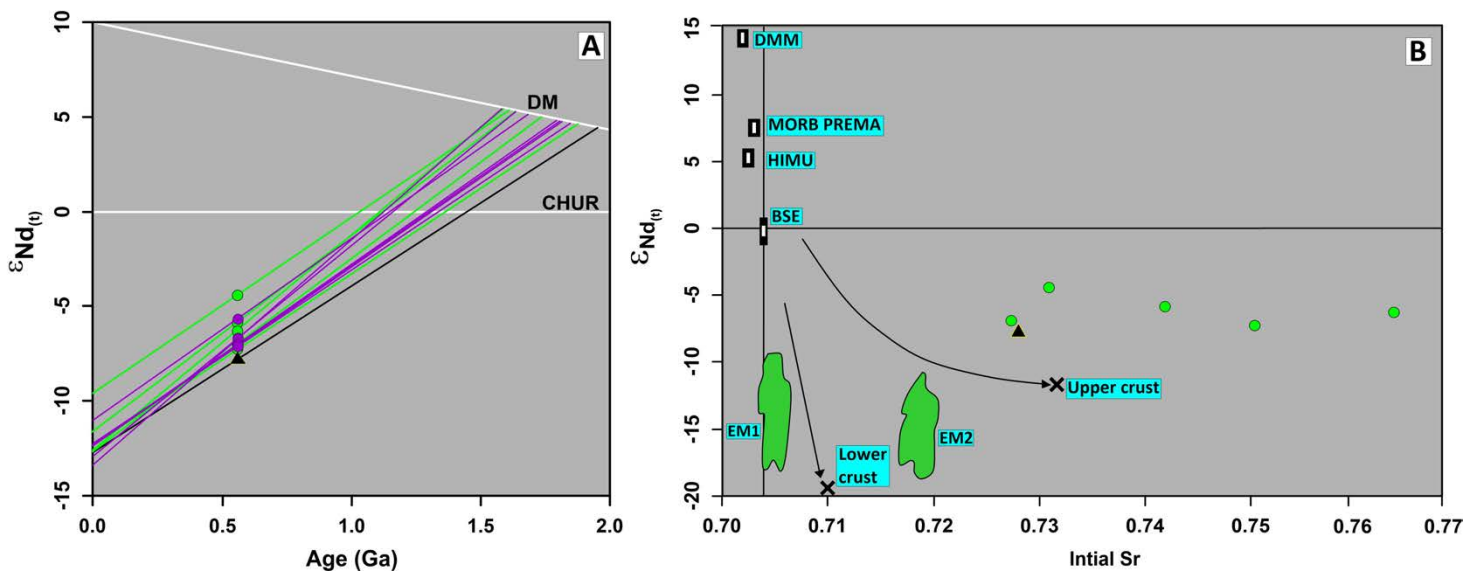 A
10
5
0
-5
-10
-15
εNd(t)
DM
CHUR
0.0
0.5
1.0
1.5
2.0
Age (Ga)
B
15
10
5
0
-5
-10
-15
-20
εNd(t)
DMM
MORB PREMA
HIMU
BSE
Upper crust
EM1
EM2
Lower
crust
0.70
0.71
0.72
0.73
0.74
0.75
0.76
0.77
Intial Sr